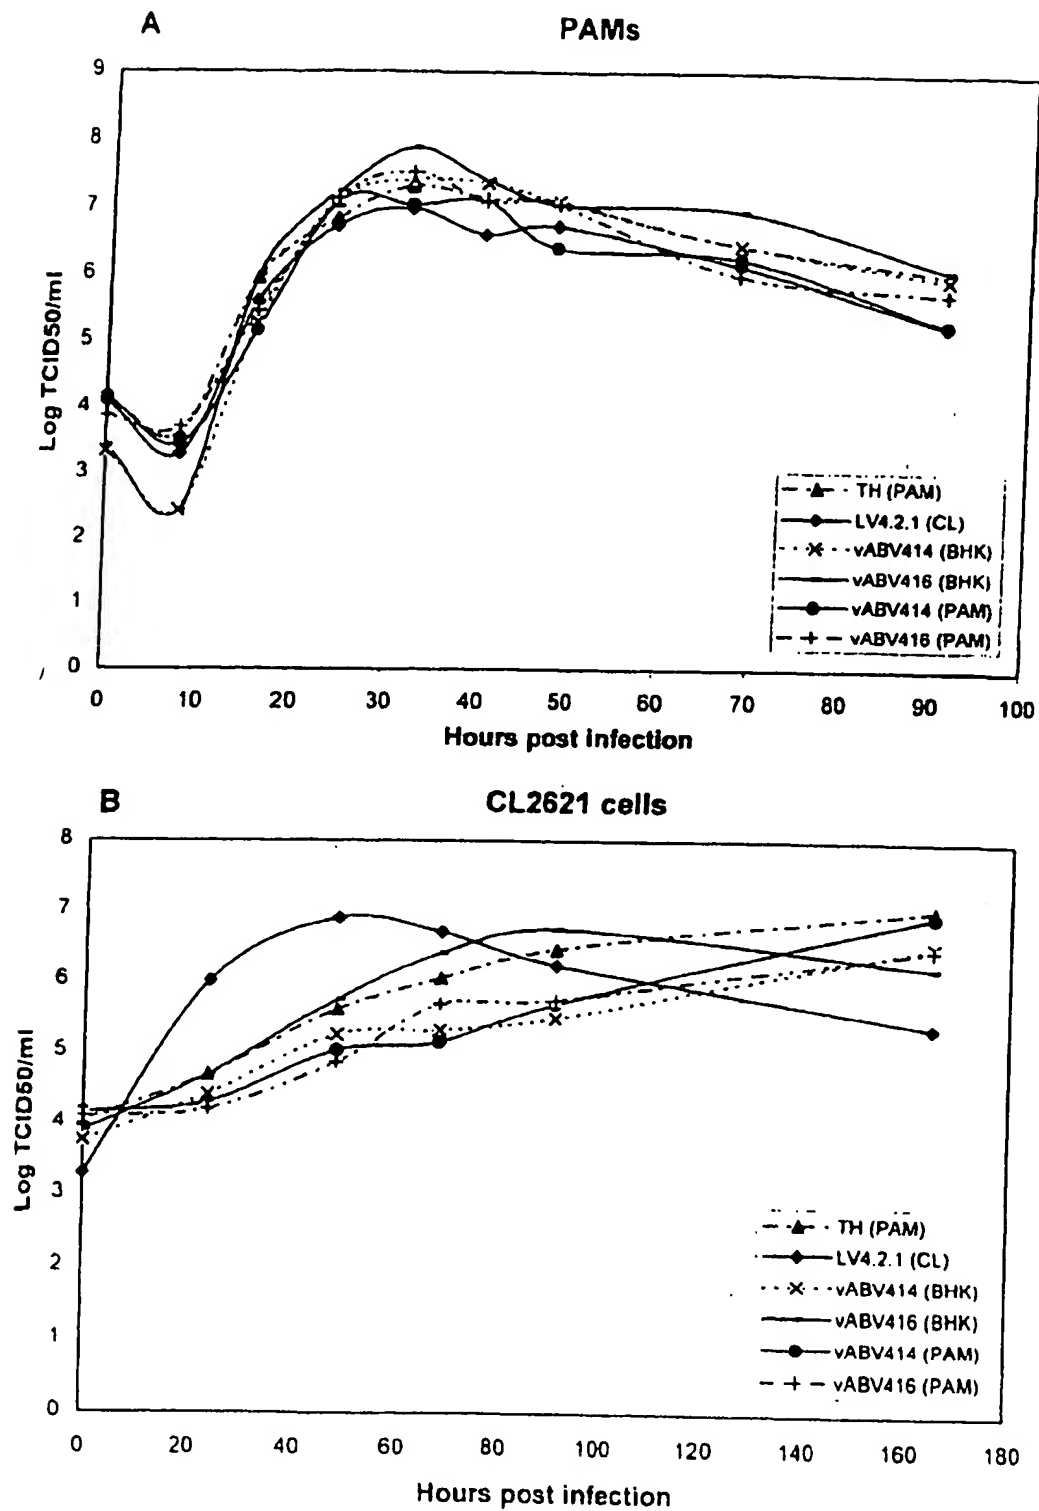 A
PAMs
9
8
7
6
5
4
3
2
1
0
Log TCID50/ml
TH (PAM)
LV4.2.1 (CL)
vABV414 (BHK)
vABV416 (BHK)
vABV414 (PAM)
vABV416 (PAM)
0 10 20 30 40 50 60 70 80 90 100
Hours post infection
B
CL2621 cells
8
7
6
5
4
3
2
1
0
Log TCID50/ml
TH (PAM)
LV4.2.1 (CL)
vABV414 (BHK)
vABV416 (BHK)
vABV414 (PAM)
vABV416 (PAM)
0 20 40 60 80 100 120 140 160 180
Hours post infection